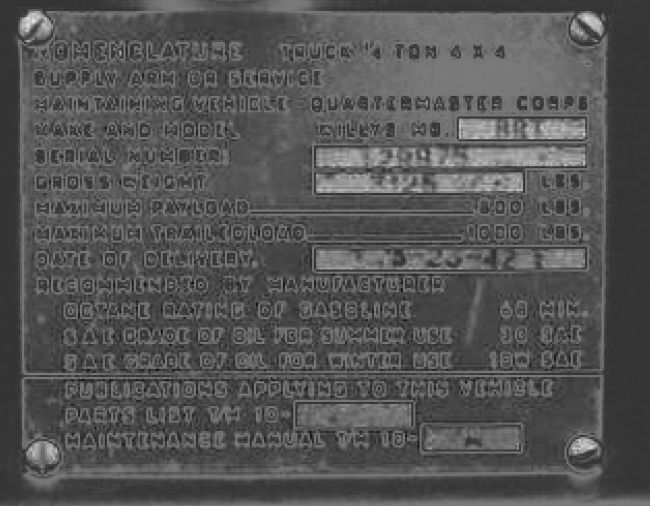 NOMENCLATURE TRUCK 1/4 TON 4 X 4
SUPPLY ARM OR SERVICE
MAINTAINING VEHICLE QUARTERMASTER CORPS
MAKE AND MODEL WILLYS MB.
SERIAL NUMBER
GROSS WEIGHT LBS.
MAXIMUM PAYLOAD 800 LBS.
MAXIMUM TRAILED LOAD 1000 LBS.
DATE OF DELIVERY.
RECOMMENDED BY MANUFACTURER
OCTANE RATING OF GASOLINE 68 MIN.
S A E GRADE OF OIL FOR SUMMER USE 30 SAE
S A E GRADE OF OIL FOR WINTER USE 10W SAE
PUBLICATIONS APPLYING TO THIS VEHICLE
PARTS LIST T/M 10-
MAINTENANCE MANUAL T/M 10-